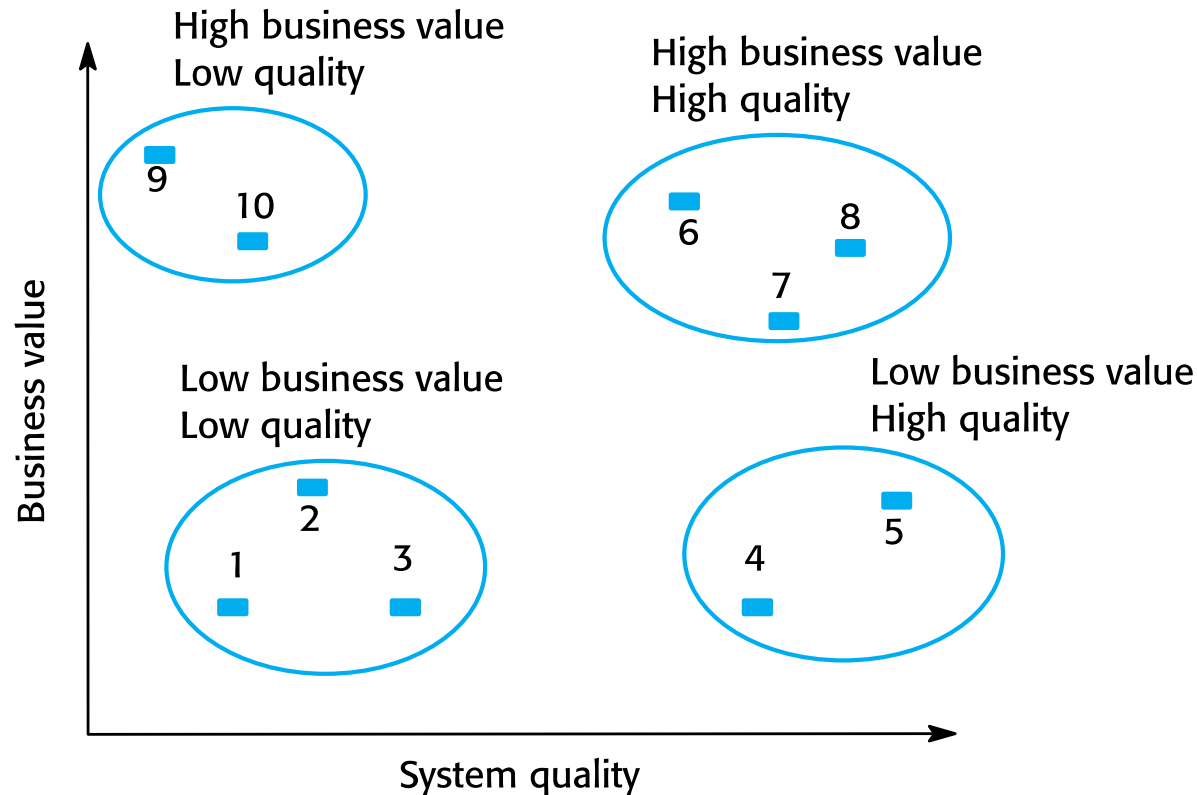 High business value
Low quality
High business value
High quality
9
10
6
8
7
Business value
Low business value
Low quality
Low business value
High quality
2
1
3
5
4
System quality